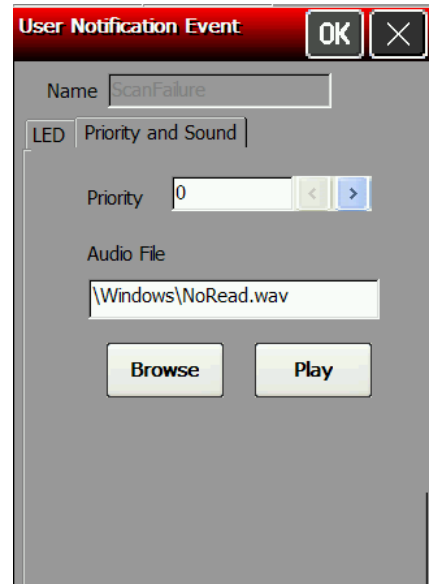 User Notification Event OK
Name ScanFailure
LED Priority and Sound
Priority 0 < >
Audio File
\Windows\NoRead.wav
Browse Play